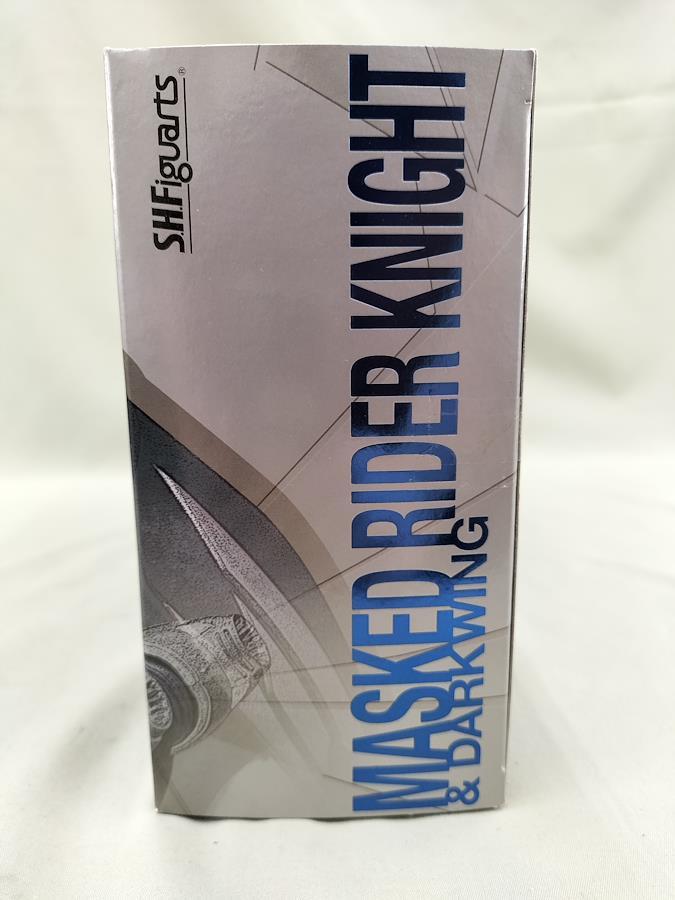 S.H.Figuarts®
MASKED RIDER KNIGHT
& DARKWING